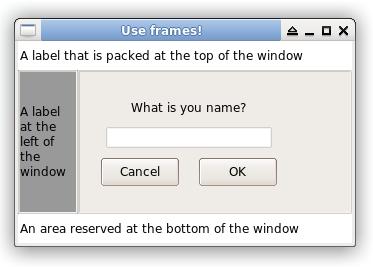 Use frames!
A label that is packed at the top of the window
A label
at the
left of
the
window
What is you name?
Cancel
OK
An area reserved at the bottom of the window